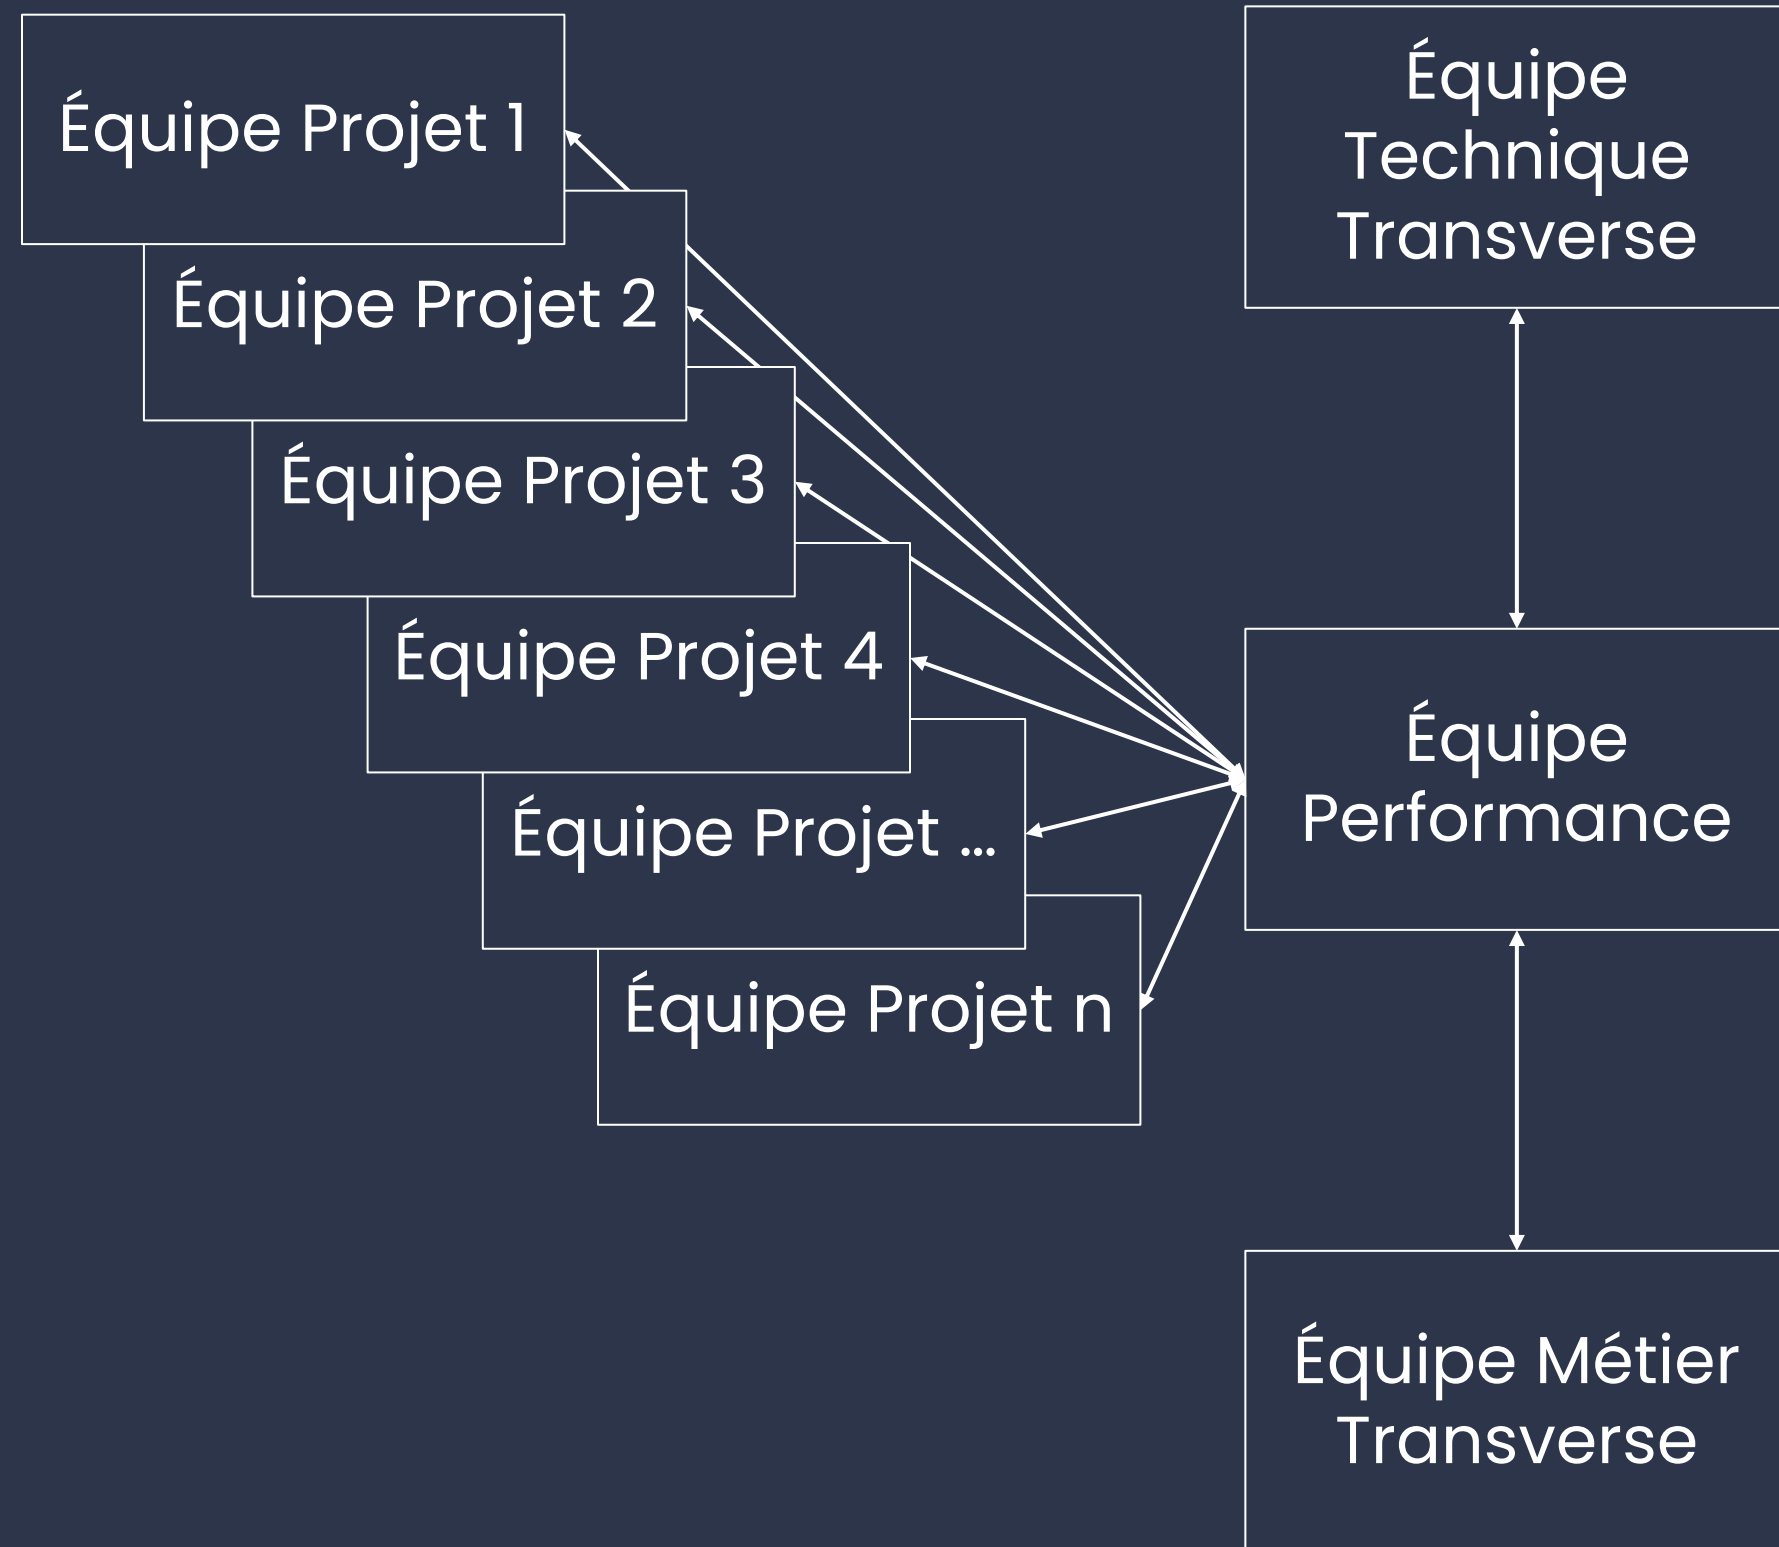 Équipe Projet 1
Équipe Projet 2
Équipe Projet 3
Équipe Projet 4
Équipe Projet ...
Équipe Projet n
Équipe
Technique
Transverse
Équipe
Performance
Équipe Métier
Transverse